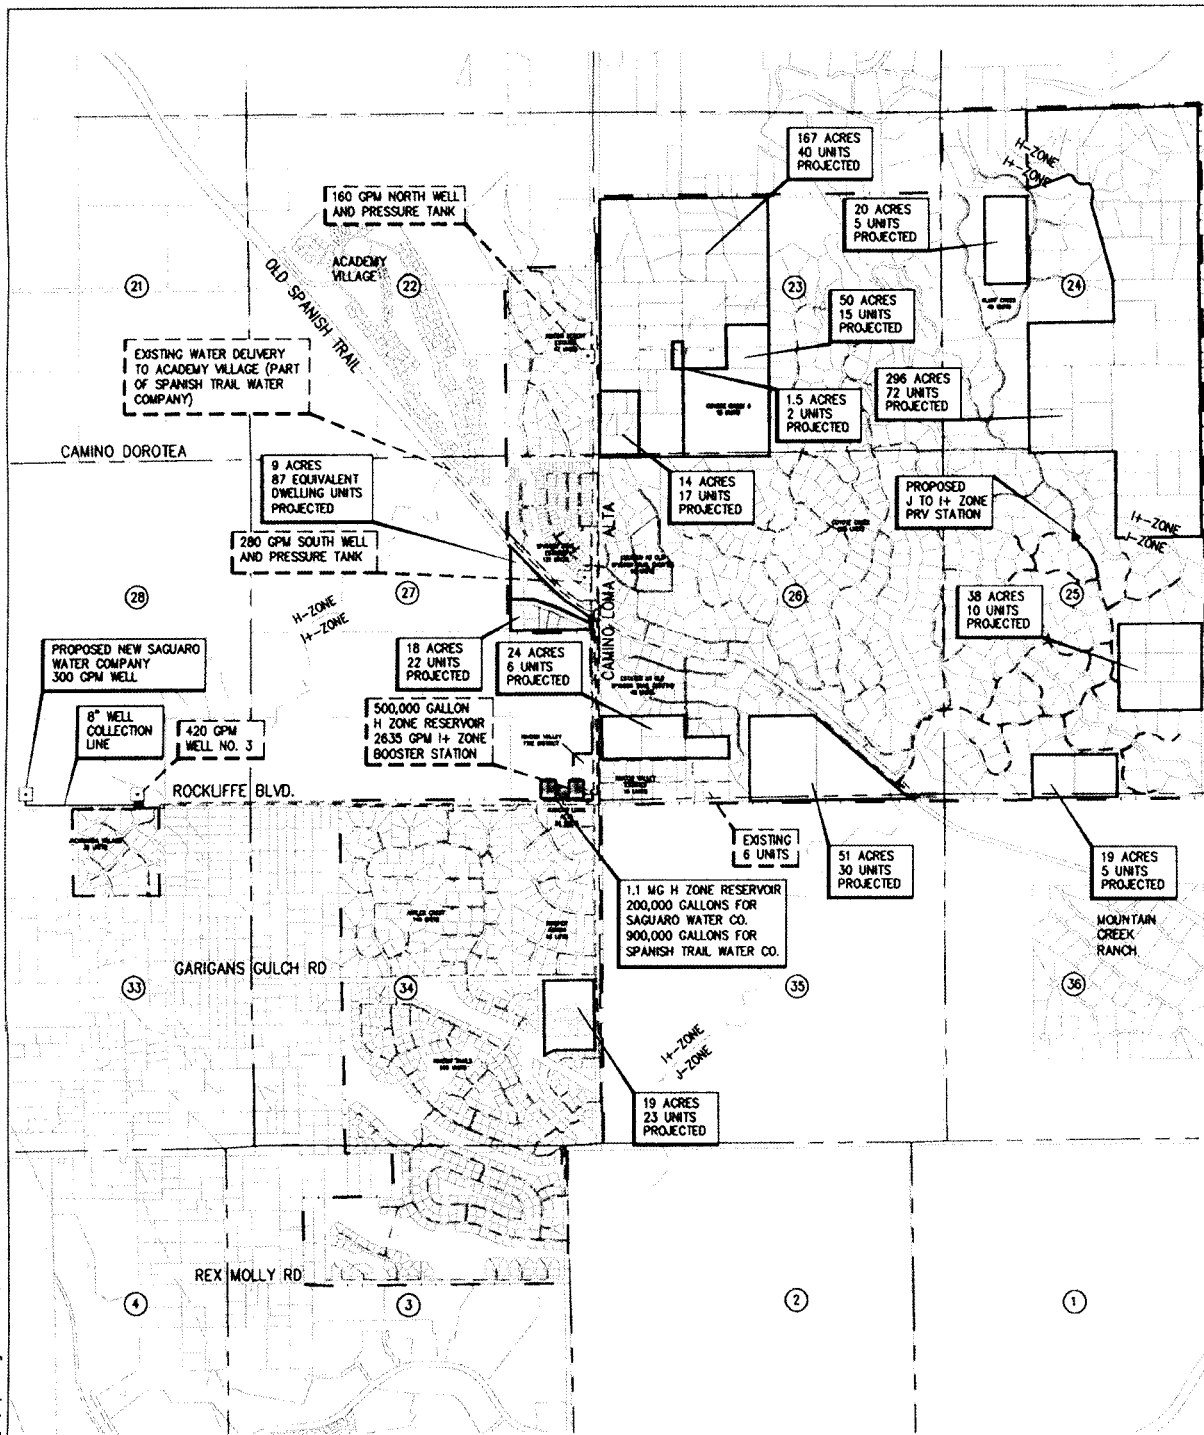 167 ACRES
40 UNITS
PROJECTED
H-ZONE
I+-ZONE
160 GPM NORTH WELL
AND PRESSURE TANK
20 ACRES
5 UNITS
PROJECTED
ACADEMY
VILLAGE
OLD SPANISH TRAIL
21
22
23
24
50 ACRES
15 UNITS
PROJECTED
EXISTING WATER DELIVERY
TO ACADEMY VILLAGE (PART
OF SPANISH TRAIL WATER
COMPANY)
296 ACRES
72 UNITS
PROJECTED
1.5 ACRES
2 UNITS
PROJECTED
CAMINO DOROTEA
9 ACRES
87 EQUIVALENT
DWELLING UNITS
PROJECTED
14 ACRES
17 UNITS
PROJECTED
PROPOSED
J TO I+ ZONE
PRV STATION
I+-ZONE
J-ZONE
280 GPM SOUTH WELL
AND PRESSURE TANK
CAMINO LOMA ALTA
28
27
26
25
H-ZONE
I+-ZONE
38 ACRES
10 UNITS
PROJECTED
PROPOSED NEW SAGUARO
WATER COMPANY
300 GPM WELL
18 ACRES
22 UNITS
PROJECTED
24 ACRES
6 UNITS
PROJECTED
8" WELL
COLLECTION
LINE
420 GPM
WELL NO. 3
500,000 GALLON
H ZONE RESERVOIR
2635 GPM I+ ZONE
BOOSTER STATION
ROCKLIFFE BLVD.
EXISTING
6 UNITS
51 ACRES
30 UNITS
PROJECTED
19 ACRES
5 UNITS
PROJECTED
1.1 MG H ZONE RESERVOIR
200,000 GALLONS FOR
SAGUARO WATER CO.
900,000 GALLONS FOR
SPANISH TRAIL WATER CO.
MOUNTAIN
CREEK
RANCH
GARIGANS GULCH RD
33
34
35
36
I+-ZONE
J-ZONE
19 ACRES
23 UNITS
PROJECTED
REX MOLLY RD
4
3
2
1